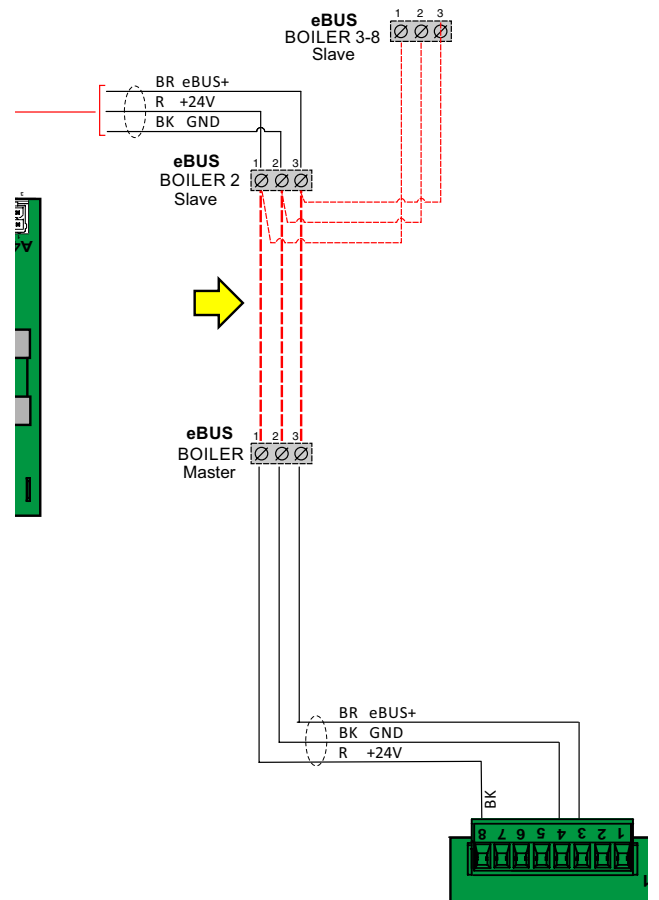 eBUS
BOILER 3-8
Slave
1 2 3
BR eBUS+
R +24V
BK GND
eBUS
BOILER 2
Slave
1 2 3
eBUS
BOILER
Master
1 2 3
BR eBUS+
BK GND
R +24V
BK
8 7 6 5 4 3 2 1